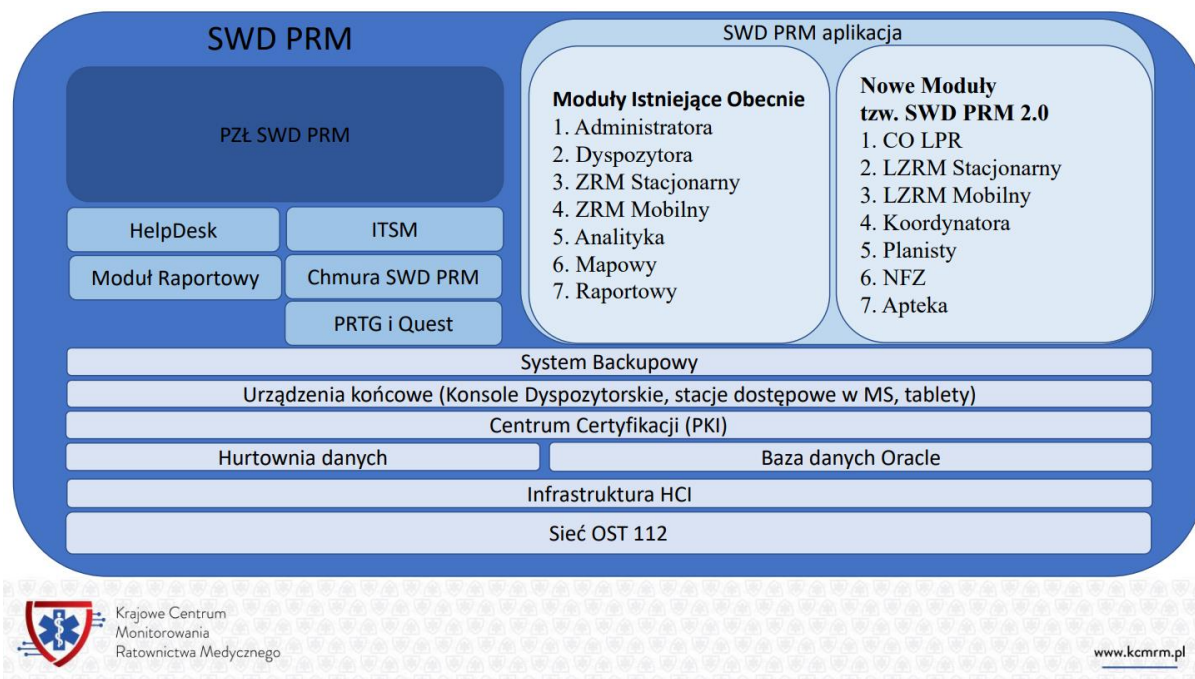 SWD PRM
PZŁ SWD PRM
HelpDesk
ITSM
Moduł Raportowy
Chmura SWD PRM
PRTG i Quest
SWD PRM aplikacja
Moduły Istniejące Obecnie
1. Administratora
2. Dyspozytora
3. ZRM Stacjonarny
4. ZRM Mobilny
5. Analityka
6. Mapowy
7. Raportowy
Nowe Moduły
tzw. SWD PRM 2.0
1. CO LPR
2. LZRM Stacjonarny
3. LZRM Mobilny
4. Koordynatora
5. Planisty
6. NFZ
7. Apteka
System Backupowy
Urządzenia końcowe (Konsole Dyspozytorskie, stacje dostępowe w MS, tablety)
Centrum Certyfikacji (PKI)
Hurtownia danych
Baza danych Oracle
Infrastruktura HCI
Sieć OST 112
Krajowe Centrum
Monitorowania
Ratownictwa Medycznego
www.kcmrm.pl